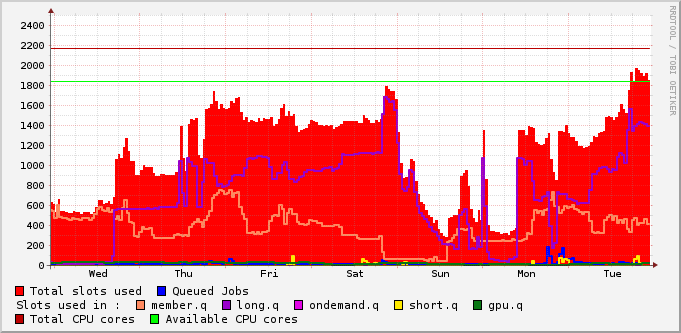 2400
2200
2000
1800
1600
1400
1200
1000
800
600
400
200
0
Wed Thu Fri Sat Sun Mon Tue
RRDTOOL / TOBI OETIKER
Total slots used Queued Jobs
Slots used in : member.q long.q ondemand.q short.q gpu.q
Total CPU cores Available CPU cores